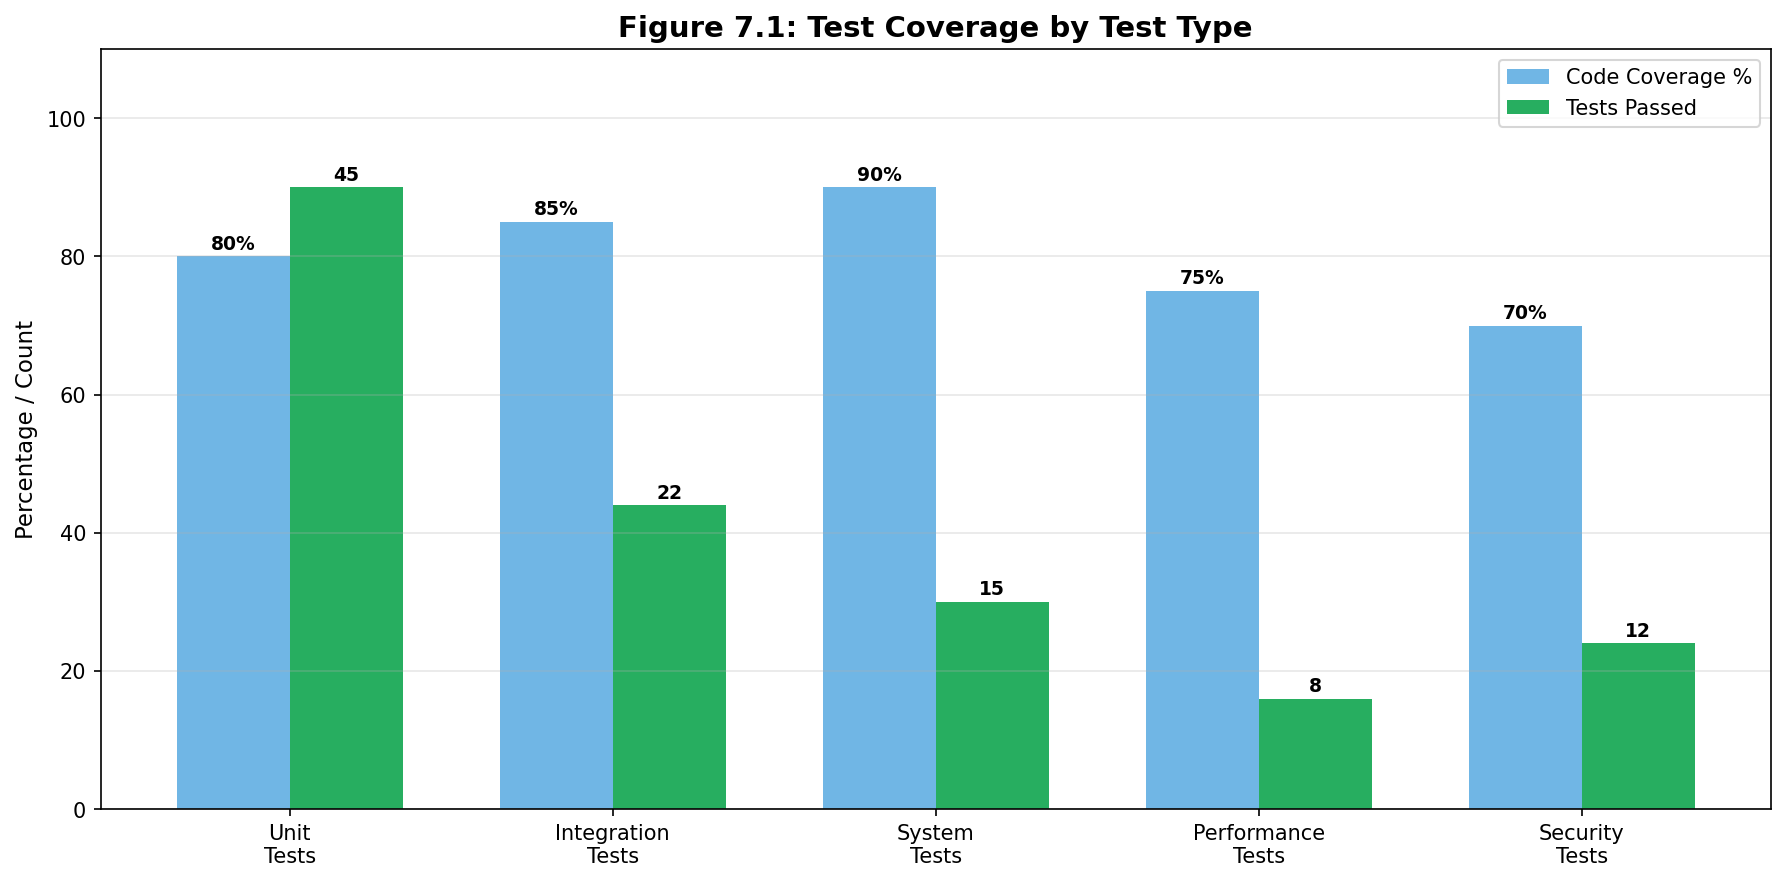 Figure 7.1: Test Coverage by Test Type
Code Coverage %
Tests Passed
Percentage / Count
100
80
60
40
20
0
80%
45
85%
22
90%
15
75%
8
70%
12
Unit
Tests
Integration
Tests
System
Tests
Performance
Tests
Security
Tests